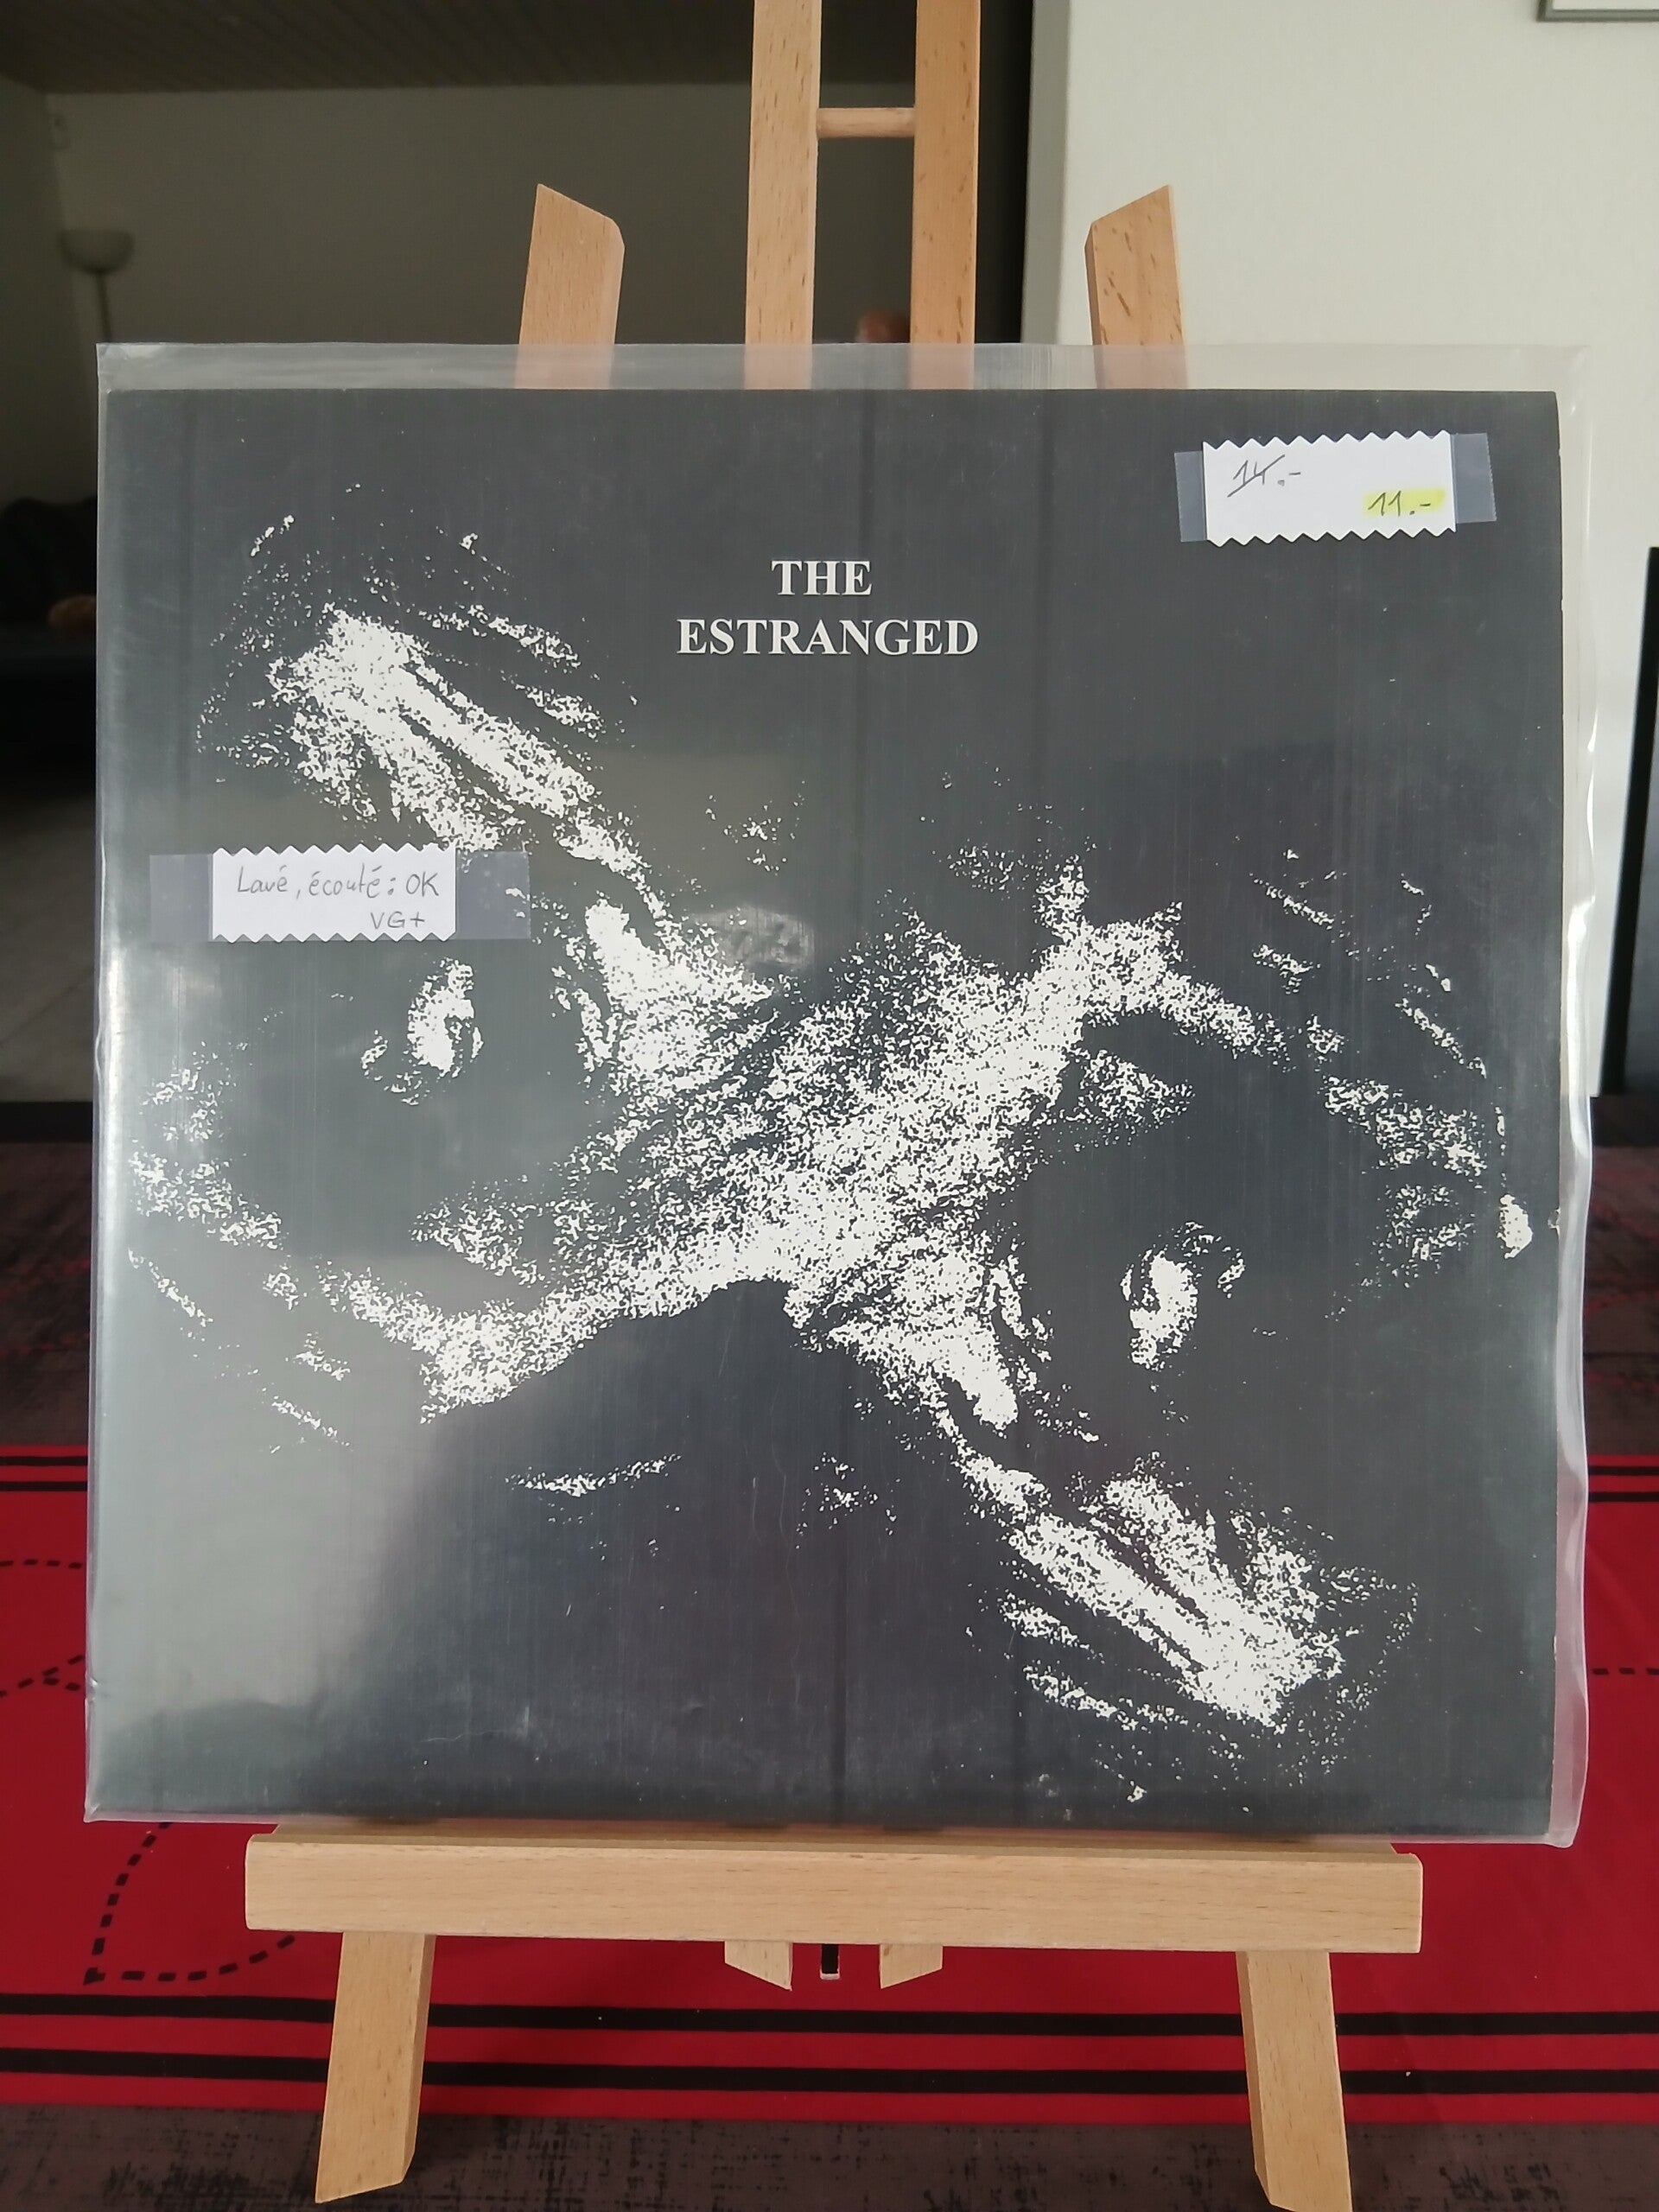 14.-
11.-
THE
ESTRANGED
Lavé, écouté : OK
VG+